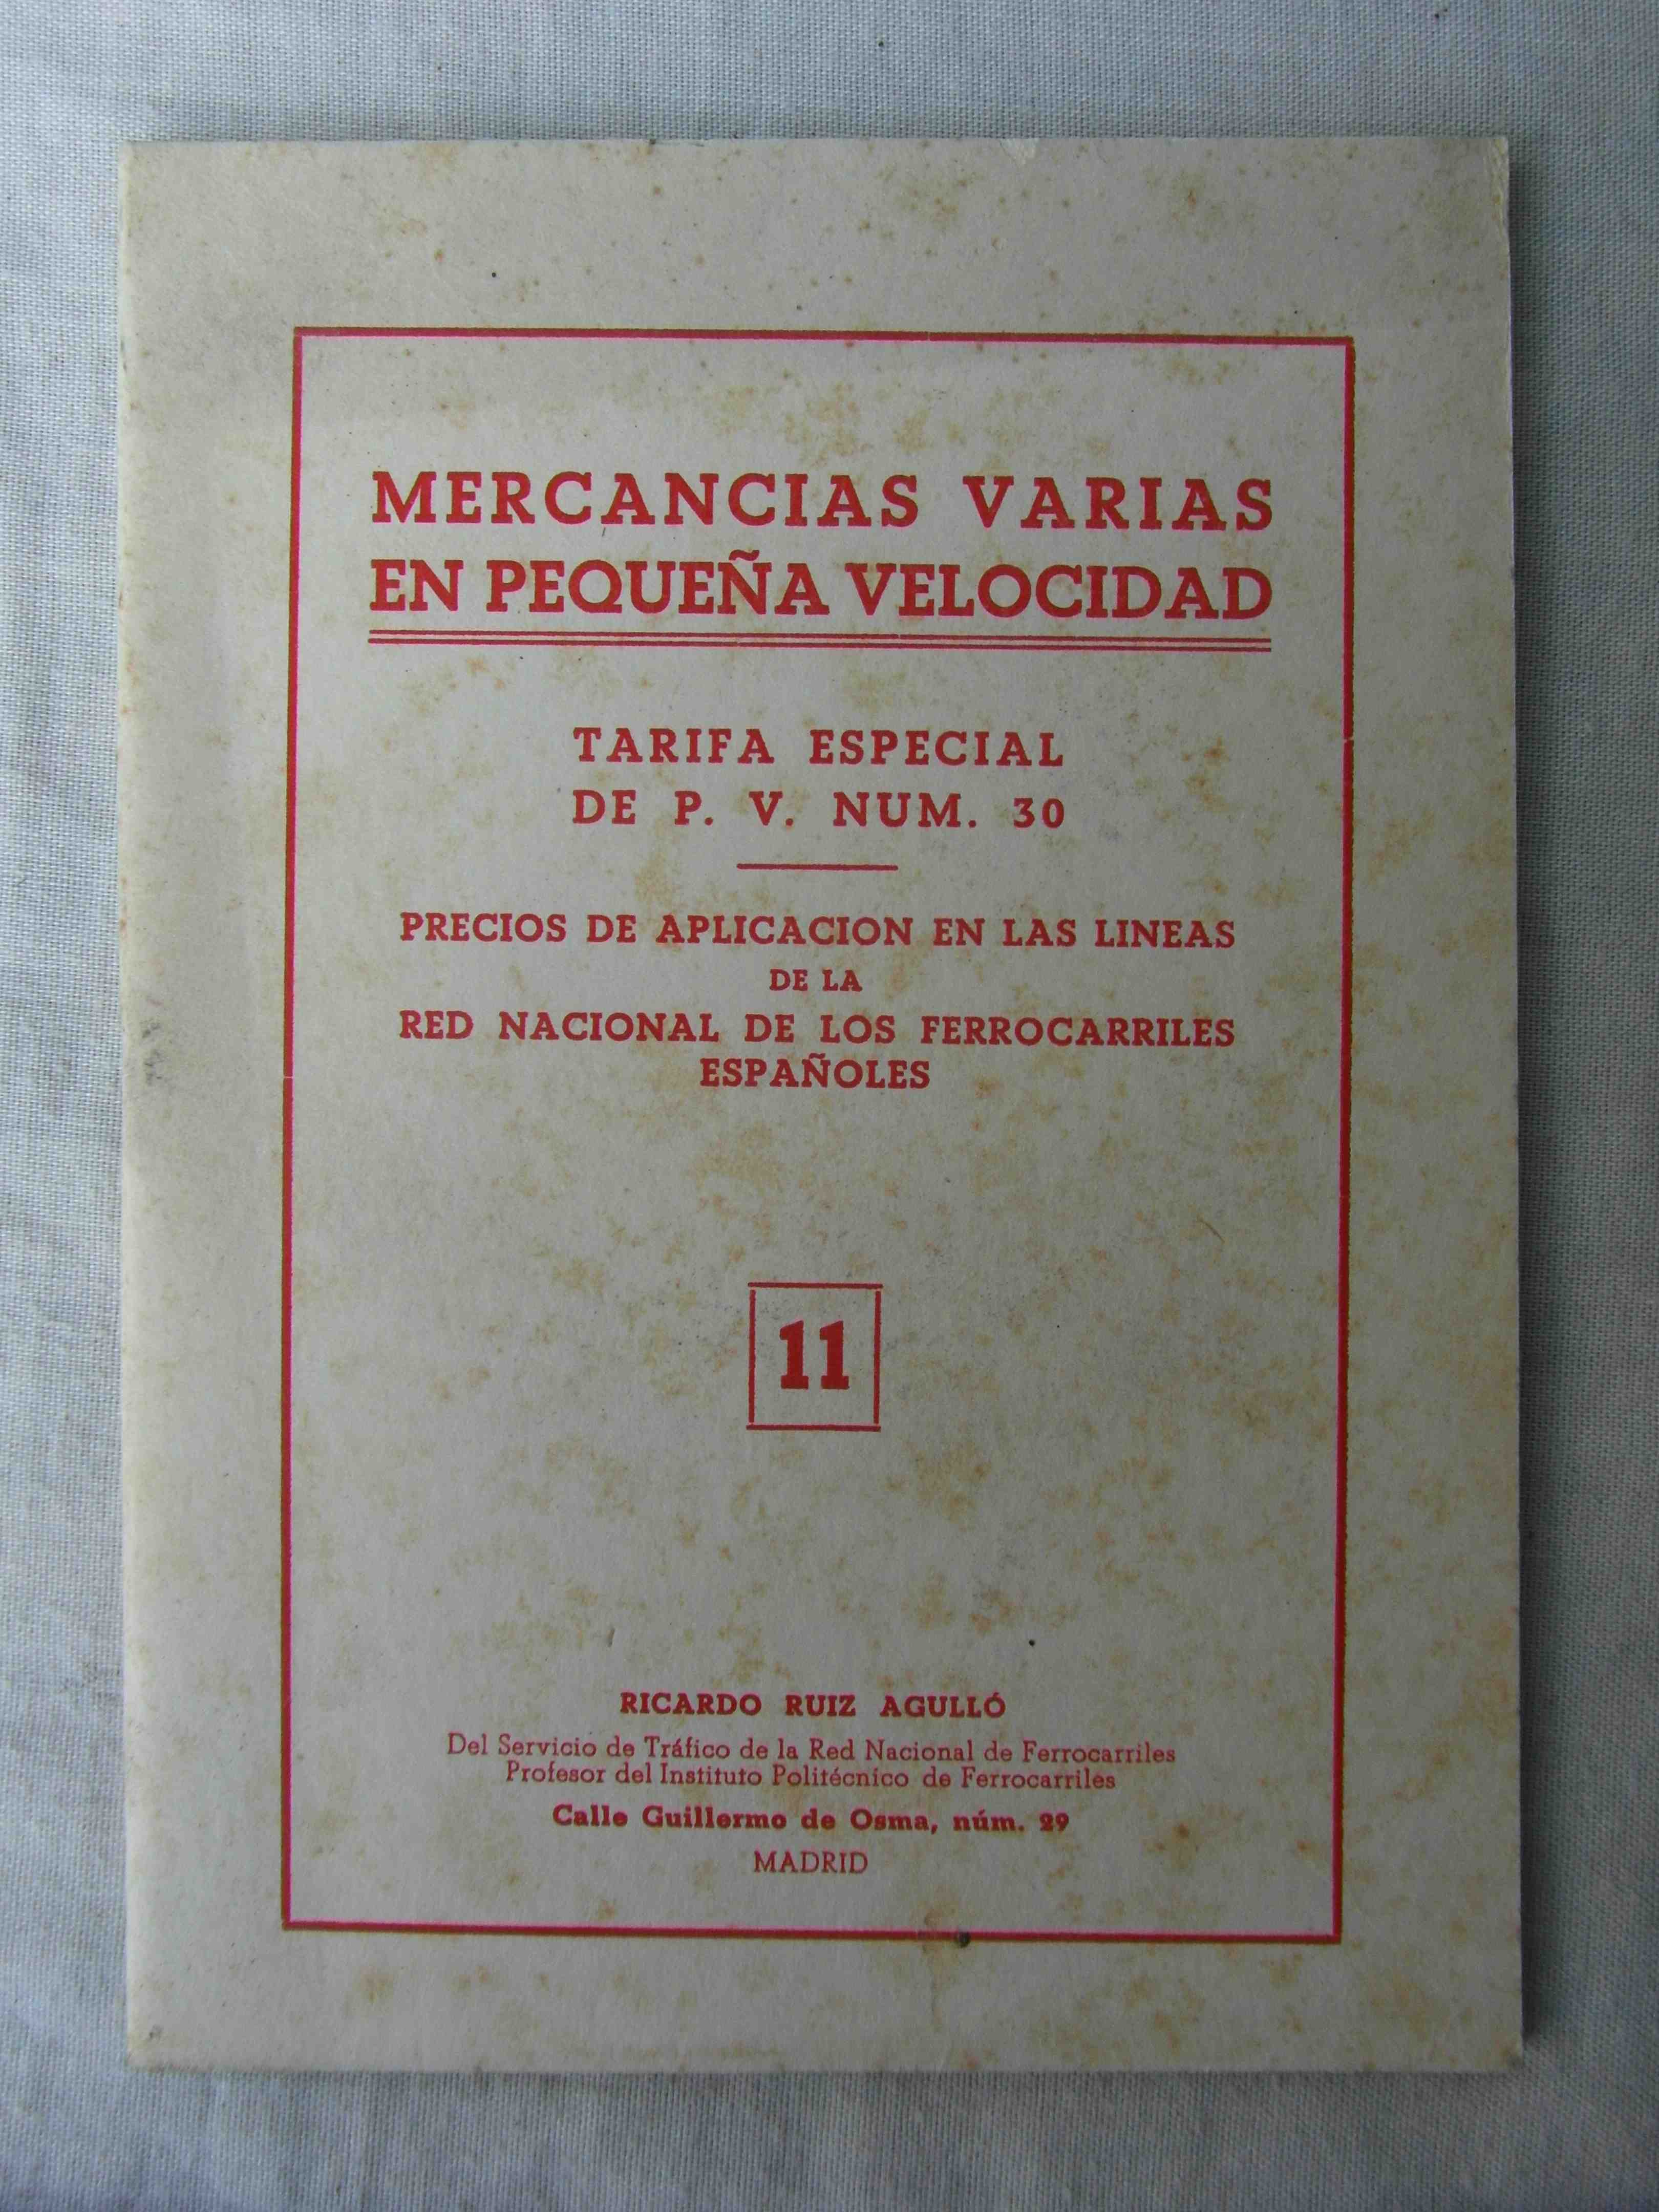 MERCANCIAS VARIAS
EN PEQUEÑA VELOCIDAD
TARIFA ESPECIAL
DE P. V. NUM. 30
PRECIOS DE APLICACION EN LAS LINEAS
DE LA
RED NACIONAL DE LOS FERROCARRILES
ESPAÑOLES
11
RICARDO RUIZ AGULLÓ
Del Servicio de Tráfico de la Red Nacional de Ferrocarriles
Profesor del Instituto Politécnico de Ferrocarriles
Calle Guillermo de Osma, núm. 29
MADRID